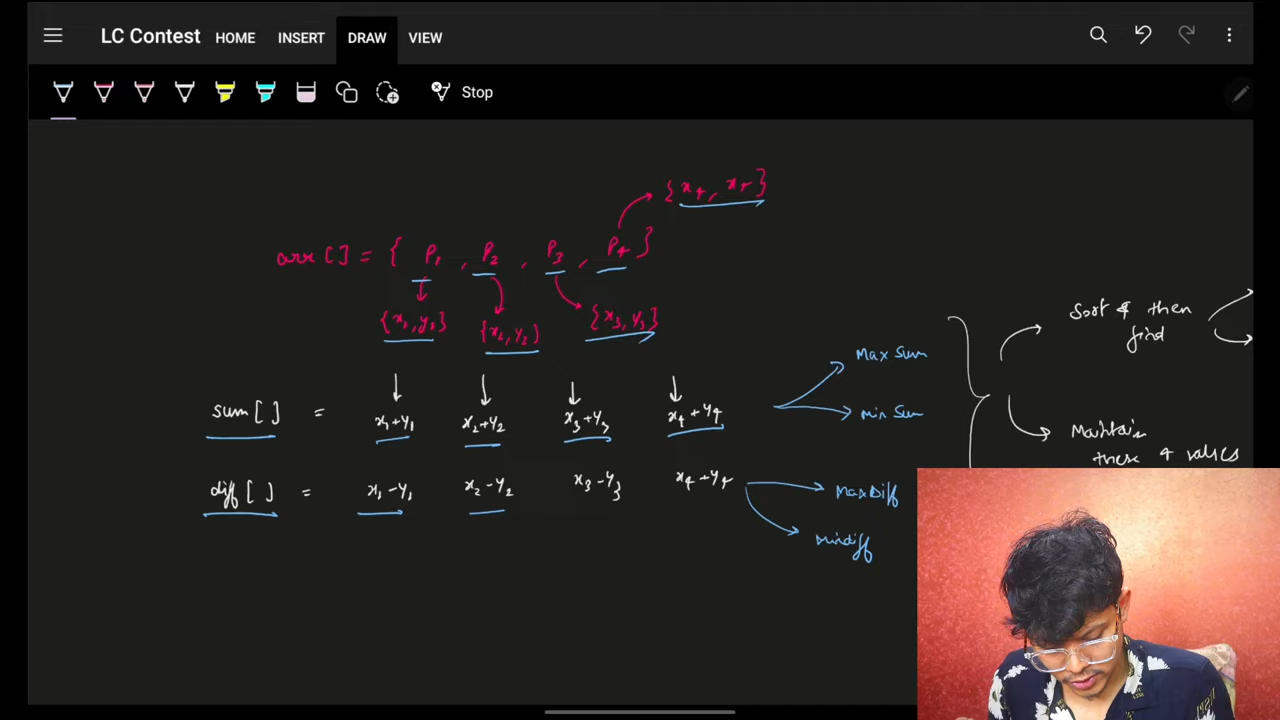 LC Contest HOME INSERT DRAW VIEW
Stop
{x₄, x₄}
arr[] = { P₁, P₂, P₃, P₄ }
{x₁, y₁} {x₂, y₂} {x₃, y₃}
Sort & then
find
Max Sum
sum[] = x₁+y₁ x₂+y₂ x₃+y₃ x₄+y₄
min Sum
Maintain
these 4 values
diff[] = x₁-y₁ x₂-y₂ x₃-y₃ x₄+y₄
MaxDiff
mindiff